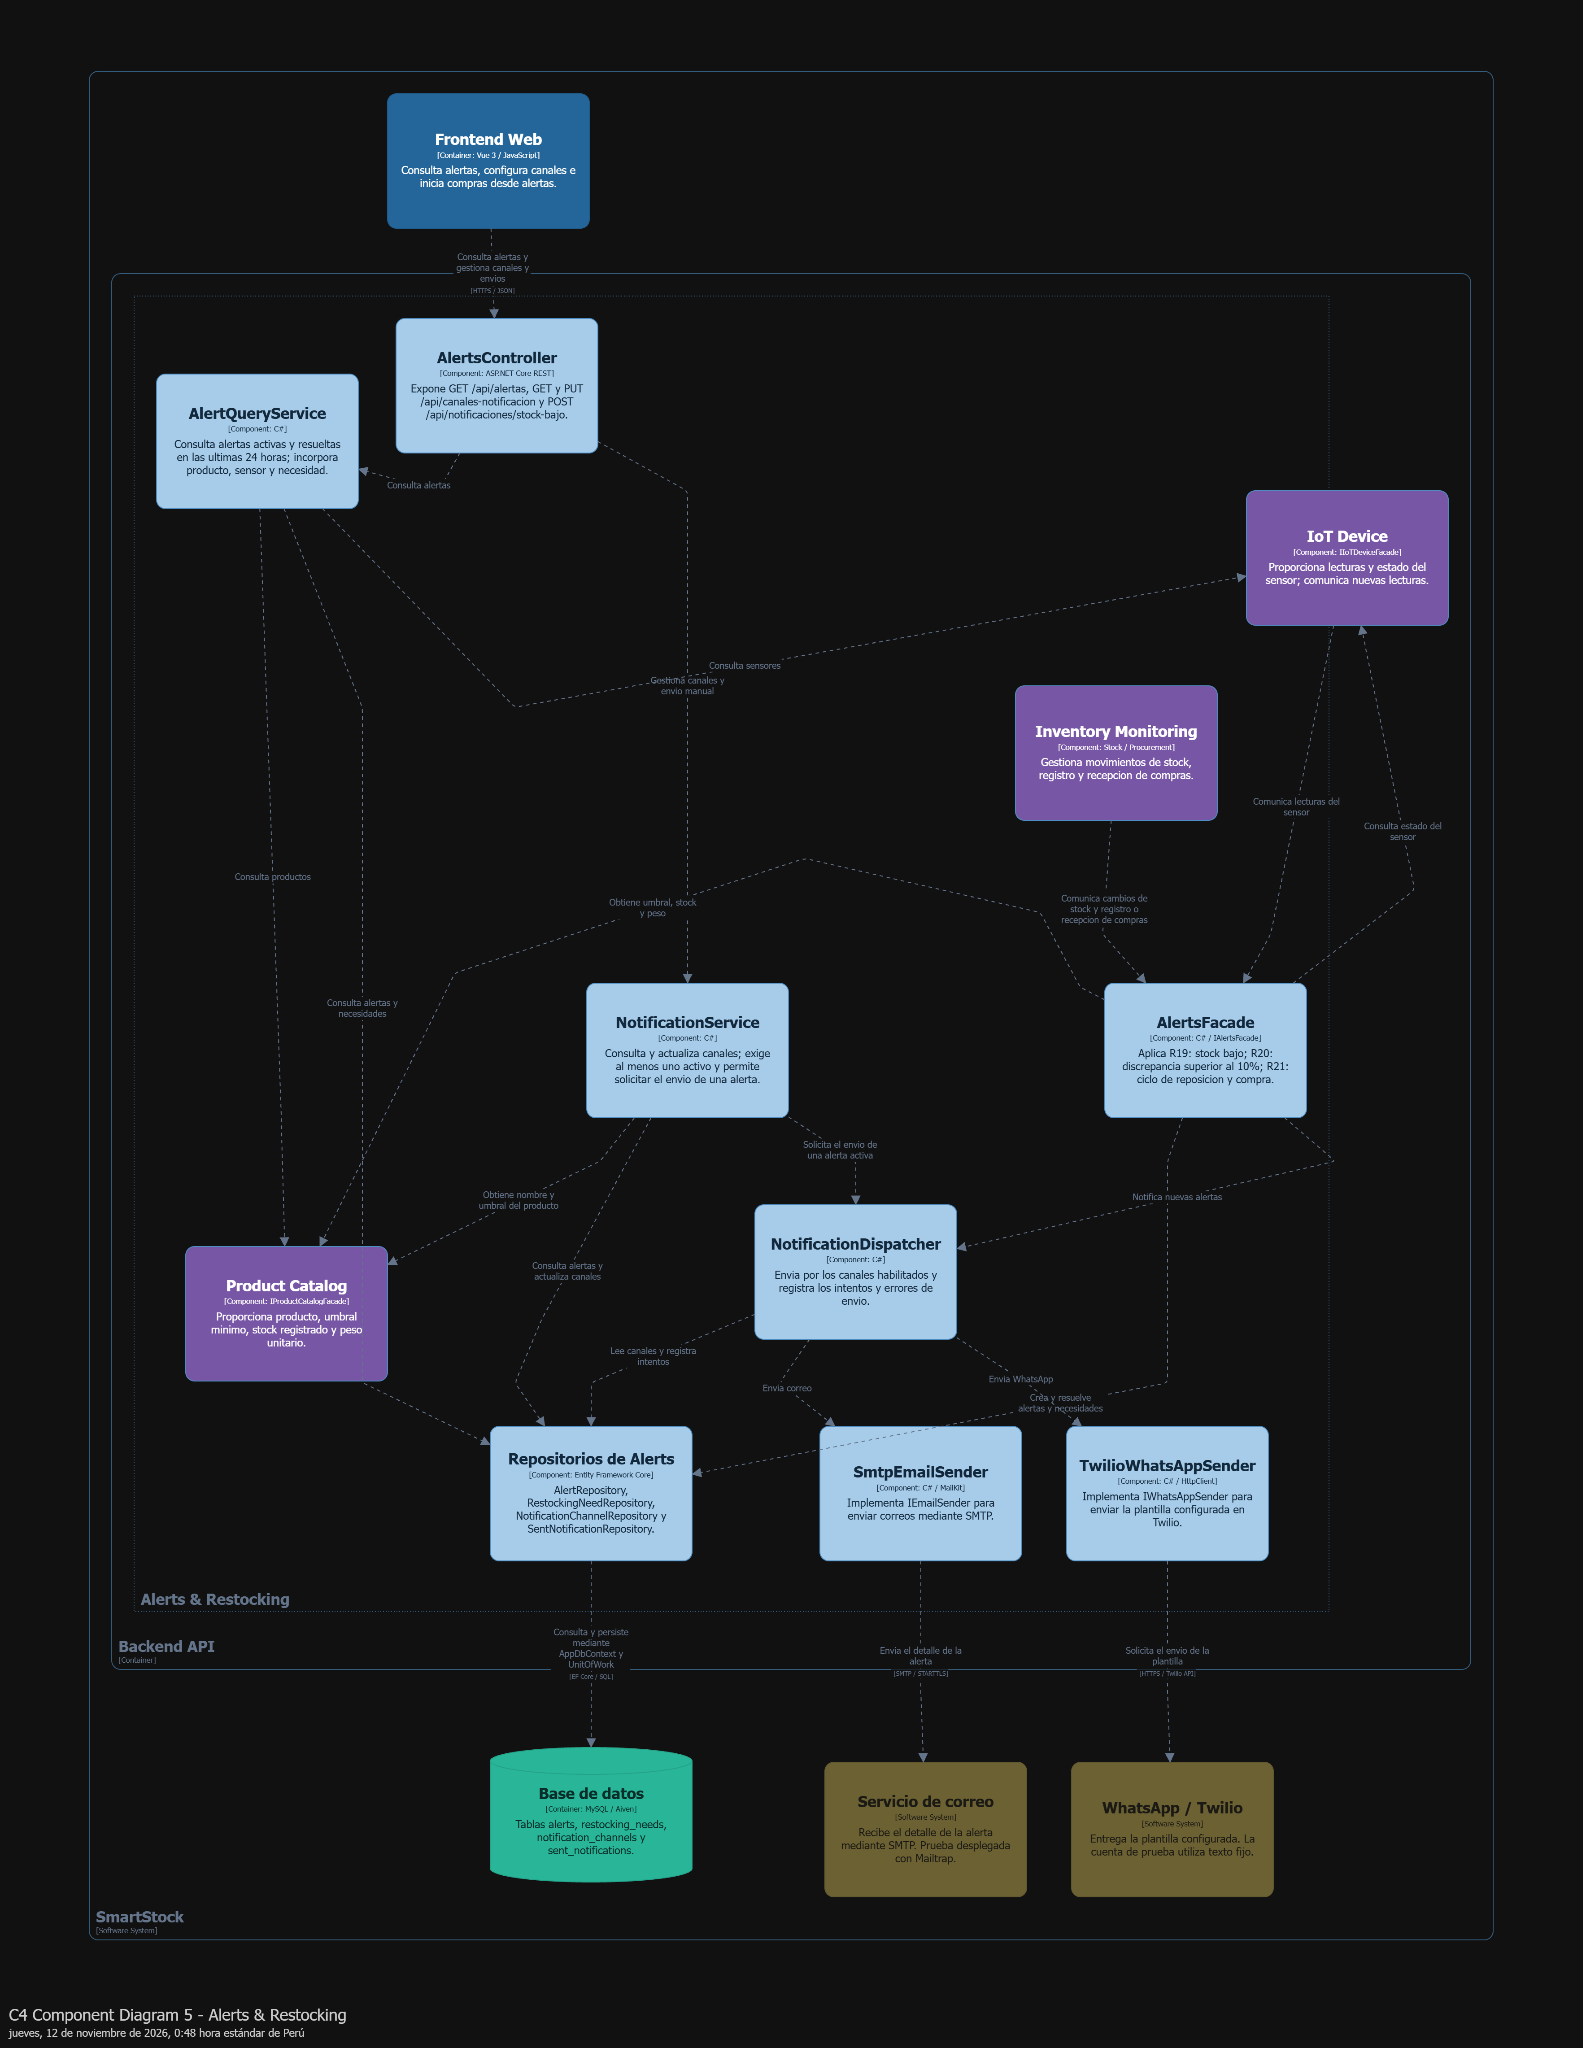 Frontend Web
[Container: Vue 3 / JavaScript]
Consulta alertas, configura canales e
inicia compras desde alertas.
Consulta alertas y
gestiona canales y
envios
[HTTPS / JSON]
AlertsController
[Component: ASP.NET Core REST]
Expone GET /api/alertas, GET y PUT
/api/canales-notificacion y POST
/api/notificaciones/stock-bajo.
AlertQueryService
[Component: C#]
Consulta alertas activas y resueltas
en las ultimas 24 horas; incorpora
producto, sensor y necesidad.
Consulta alertas
IoT Device
[Component: IIoTDeviceFacade]
Proporciona lecturas y estado del
sensor; comunica nuevas lecturas.
Consulta sensores
Gestiona canales y
envio manual
Inventory Monitoring
[Component: Stock / Procurement]
Gestiona movimientos de stock,
registro y recepcion de compras.
Comunica lecturas del
sensor
Consulta estado del
sensor
Consulta productos
Obtiene umbral, stock
y peso
Comunica cambios de
stock y registro o
recepcion de compras
Consulta alertas y
necesidades
NotificationService
[Component: C#]
Consulta y actualiza canales; exige
al menos uno activo y permite
solicitar el envio de una alerta.
AlertsFacade
[Component: C# / IAlertsFacade]
Aplica R19: stock bajo; R20:
discrepancia superior al 10%; R21:
ciclo de reposicion y compra.
Solicita el envio de
una alerta activa
Obtiene nombre y
umbral del producto
Notifica nuevas alertas
NotificationDispatcher
[Component: C#]
Envia por los canales habilitados y
registra los intentos y errores de
envio.
Product Catalog
[Component: IProductCatalogFacade]
Proporciona producto, umbral
minimo, stock registrado y peso
unitario.
Consulta alertas y
actualiza canales
Lee canales y registra
intentos
Envia correo
Envia WhatsApp
Crea y resuelve
alertas y necesidades
Repositorios de Alerts
[Component: Entity Framework Core]
AlertRepository,
RestockingNeedRepository,
NotificationChannelRepository y
SentNotificationRepository.
SmtpEmailSender
[Component: C# / MailKit]
Implementa IEmailSender para
enviar correos mediante SMTP.
TwilioWhatsAppSender
[Component: C# / HttpClient]
Implementa IWhatsAppSender para
enviar la plantilla configurada en
Twilio.
Alerts & Restocking
Backend API
[Container]
Consulta y persiste
mediante
AppDbContext y
UnitOfWork
[EF Core / SQL]
Envia el detalle de la
alerta
[SMTP / STARTTLS]
Solicita el envio de la
plantilla
[HTTPS / Twilio API]
Base de datos
[Container: MySQL / Aiven]
Tablas alerts, restocking_needs,
notification_channels y
sent_notifications.
Servicio de correo
[Software System]
Recibe el detalle de la alerta
mediante SMTP. Prueba desplegada
con Mailtrap.
WhatsApp / Twilio
[Software System]
Entrega la plantilla configurada. La
cuenta de prueba utiliza texto fijo.
SmartStock
[Software System]
C4 Component Diagram 5 - Alerts & Restocking
jueves, 12 de noviembre de 2026, 0:48 hora estándar de Perú